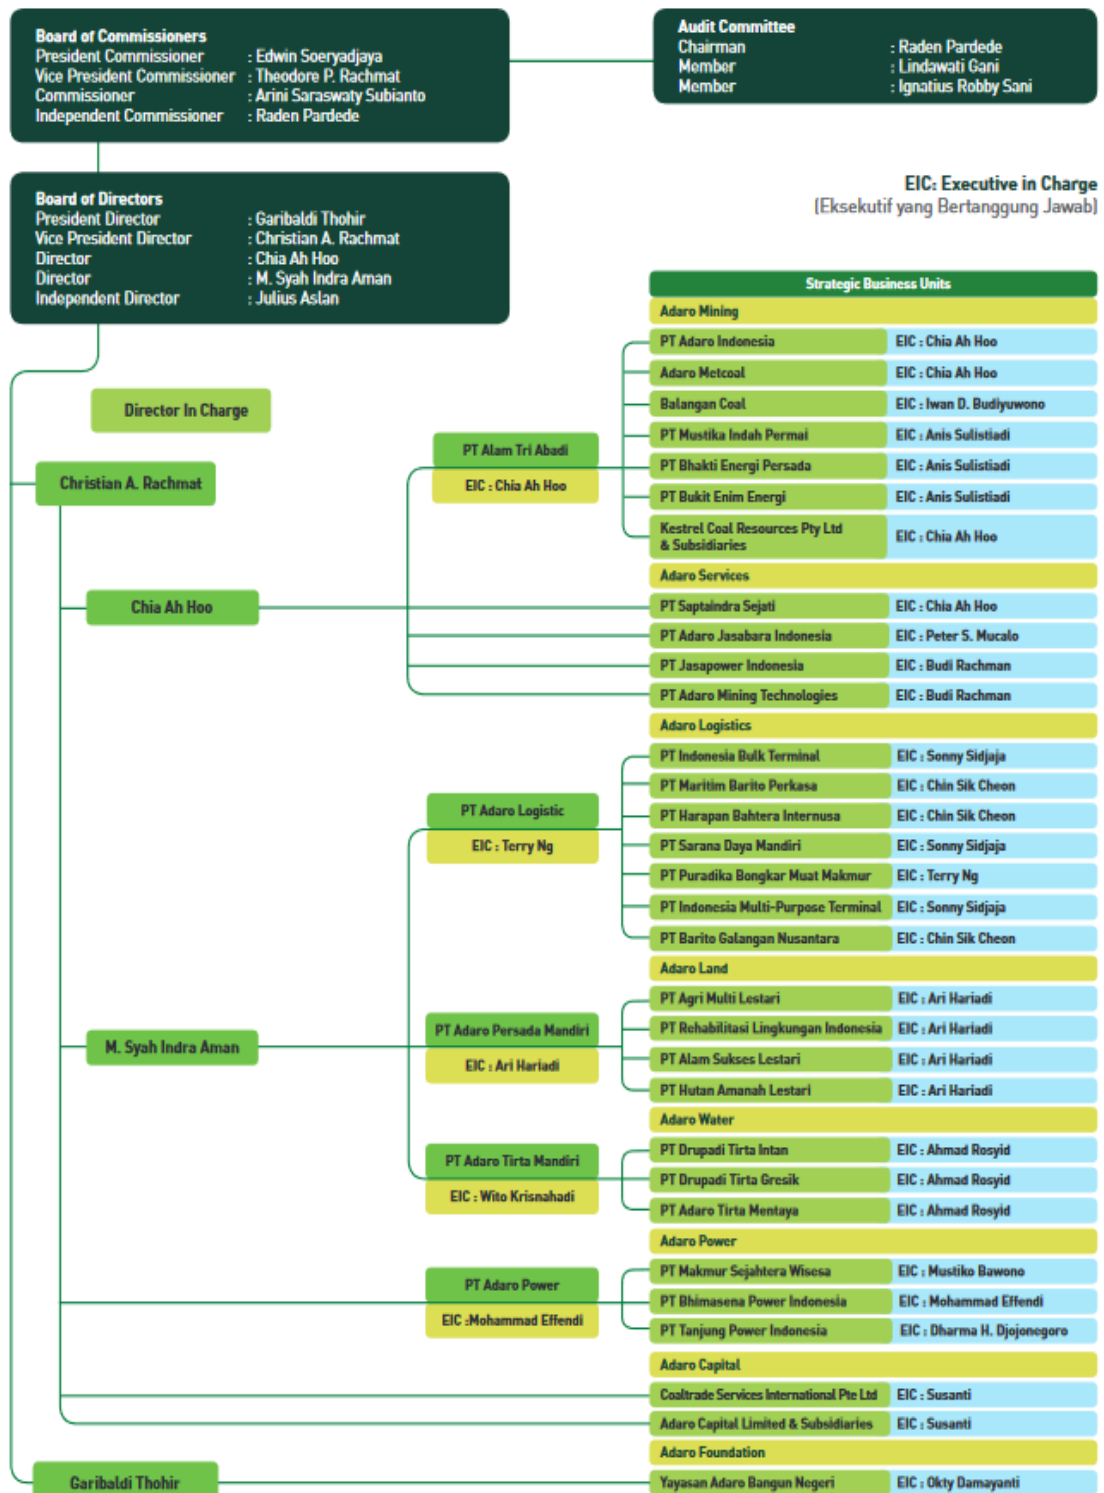 Board of Commissioners
President Commissioner : Edwin Soeryadjaya
Vice President Commissioner : Theodore P. Rachmat
Commissioner : Arini Saraswaty Subianto
Independent Commissioner : Raden Pardede
Audit Committee
Chairman : Raden Pardede
Member : Lindawati Gani
Member : Ignatius Robby Sani
Board of Directors
President Director : Garibaldi Thohir
Vice President Director : Christian A. Rachmat
Director : Chia Ah Hoo
Director : M. Syah Indra Aman
Independent Director : Julius Aslan
EIC: Executive in Charge
(Eksekutif yang Bertanggung Jawab)
Director In Charge
Christian A. Rachmat
Chia Ah Hoo
M. Syah Indra Aman
Garibaldi Thohir
PT Alam Tri Abadi
EIC : Chia Ah Hoo
PT Adaro Logistic
EIC : Terry Ng
PT Adaro Persada Mandiri
EIC : Ari Hariadi
PT Adaro Tirta Mandiri
EIC : Wito Krisnahadi
PT Adaro Power
EIC :Mohammad Effendi
Strategic Business Units
Adaro Mining
PT Adaro Indonesia EIC : Chia Ah Hoo
Adaro Metcoal EIC : Chia Ah Hoo
Balangan Coal EIC : Iwan D. Budiyuwono
PT Mustika Indah Permai EIC : Anis Sulistiadi
PT Bhakti Energi Persada EIC : Anis Sulistiadi
PT Bukit Enim Energi EIC : Anis Sulistiadi
Kestrel Coal Resources Pty Ltd
& Subsidiaries EIC : Chia Ah Hoo
Adaro Services
PT Saptaindra Sejati EIC : Chia Ah Hoo
PT Adaro Jasabara Indonesia EIC : Peter S. Mucalo
PT Jasapower Indonesia EIC : Budi Rachman
PT Adaro Mining Technologies EIC : Budi Rachman
Adaro Logistics
PT Indonesia Bulk Terminal EIC : Sonny Sidjaja
PT Maritim Barito Perkasa EIC : Chin Sik Cheon
PT Harapan Bahtera Internusa EIC : Chin Sik Cheon
PT Sarana Daya Mandiri EIC : Sonny Sidjaja
PT Puradika Bongkar Muat Makmur EIC : Terry Ng
PT Indonesia Multi-Purpose Terminal EIC : Sonny Sidjaja
PT Barito Galangan Nusantara EIC : Chin Sik Cheon
Adaro Land
PT Agri Multi Lestari EIC : Ari Hariadi
PT Rehabilitasi Lingkungan Indonesia EIC : Ari Hariadi
PT Alam Sukses Lestari EIC : Ari Hariadi
PT Hutan Amanah Lestari EIC : Ari Hariadi
Adaro Water
PT Drupadi Tirta Intan EIC : Ahmad Rosyid
PT Drupadi Tirta Gresik EIC : Ahmad Rosyid
PT Adaro Tirta Mentaya EIC : Ahmad Rosyid
Adaro Power
PT Makmur Sejahtera Wisesa EIC : Mustiko Bawono
PT Bhimasena Power Indonesia EIC : Mohammad Effendi
PT Tanjung Power Indonesia EIC : Dharma H. Djojonegoro
Adaro Capital
Coaltrade Services International Pte Ltd EIC : Susanti
Adaro Capital Limited & Subsidiaries EIC : Susanti
Adaro Foundation
Yayasan Adaro Bangun Negeri EIC : Okty Damayanti